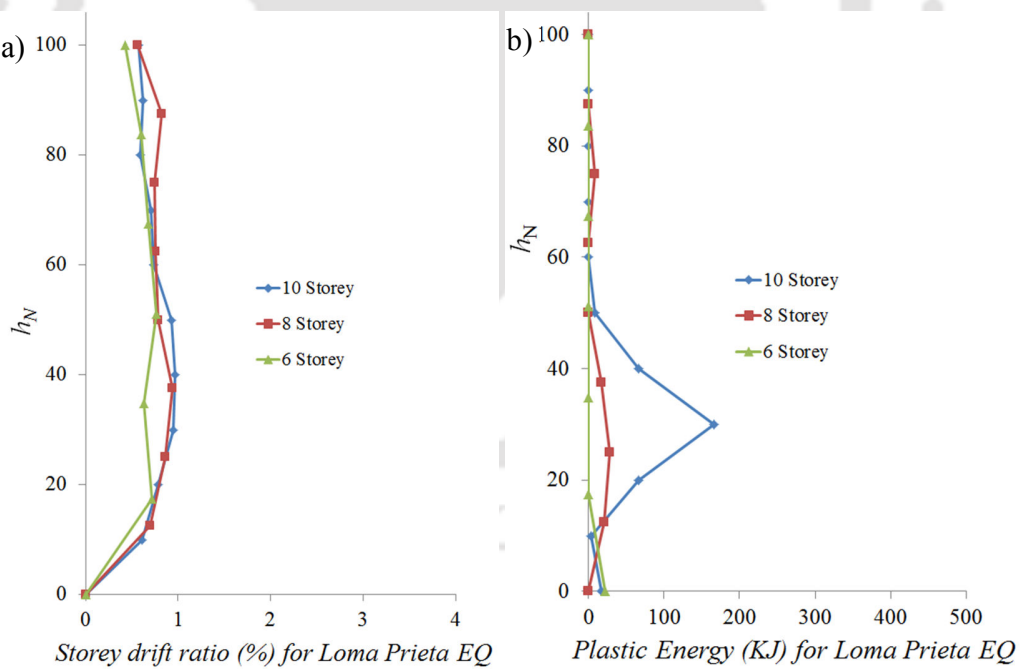 a)
100
80
60
40
20
0
h_N
0 1 2 3 4
10 Storey
8 Storey
6 Storey
Storey drift ratio (%) for Loma Prieta EQ
b)
100
80
60
40
20
0
h_N
0 100 200 300 400 500
10 Storey
8 Storey
6 Storey
Plastic Energy (KJ) for Loma Prieta EQ